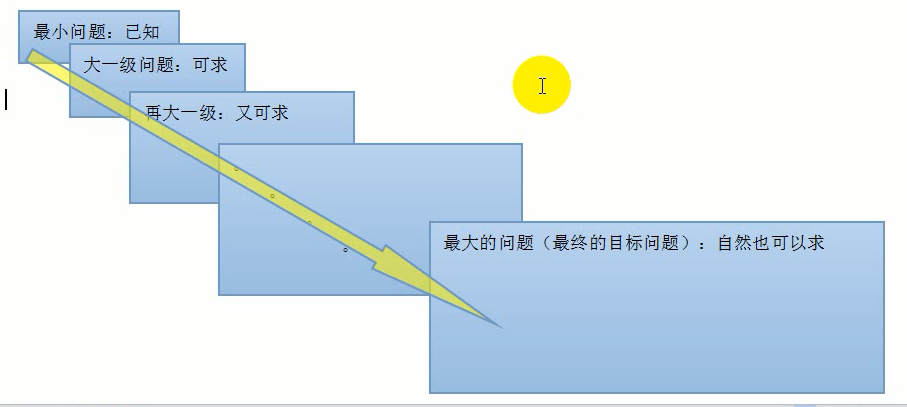 最小问题：已知
大一级问题：可求
再大一级：又可求
。
。
。
。
最大的问题（最终的目标问题）：自然也可以求